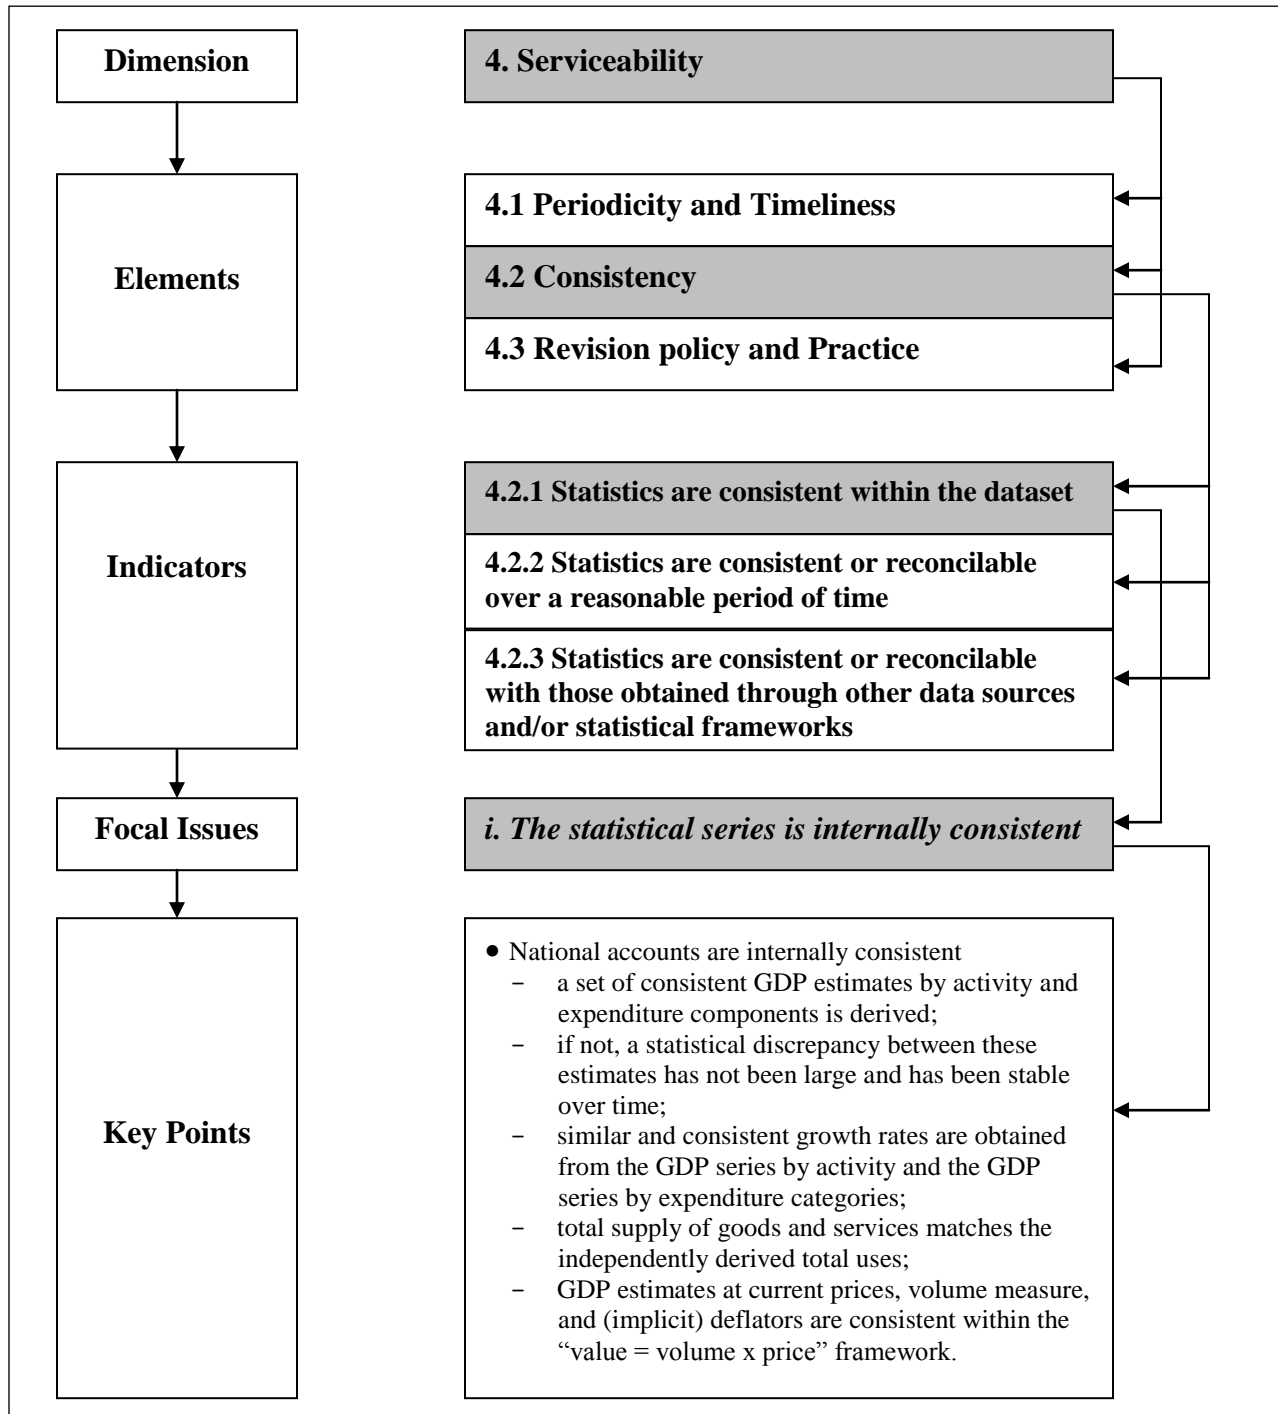 Dimension
4. Serviceability
Elements
4.1 Periodicity and Timeliness
4.2 Consistency
4.3 Revision policy and Practice
Indicators
4.2.1 Statistics are consistent within the dataset
4.2.2 Statistics are consistent or reconcilable
over a reasonable period of time
4.2.3 Statistics are consistent or reconcilable
with those obtained through other data sources
and/or statistical frameworks
Focal Issues
i. The statistical series is internally consistent
Key Points
• National accounts are internally consistent
– a set of consistent GDP estimates by activity and
expenditure components is derived;
– if not, a statistical discrepancy between these
estimates has not been large and has been stable
over time;
– similar and consistent growth rates are obtained
from the GDP series by activity and the GDP
series by expenditure categories;
– total supply of goods and services matches the
independently derived total uses;
– GDP estimates at current prices, volume measure,
and (implicit) deflators are consistent within the
“value = volume x price” framework.